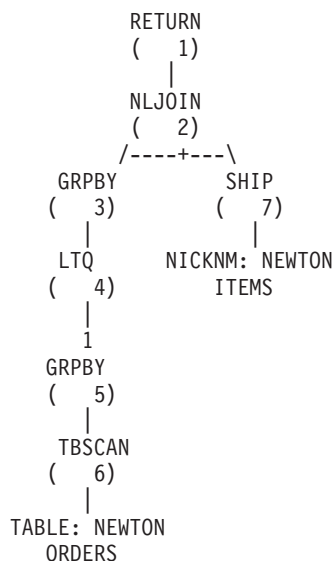 RETURN
( 1)
|
NLJOIN
( 2)
/----+---\
GRPBY SHIP
( 3) ( 7)
| |
LTQ NICKNM: NEWTON
( 4) ITEMS
|
1
GRPBY
( 5)
|
TBSCAN
( 6)
|
TABLE: NEWTON
ORDERS